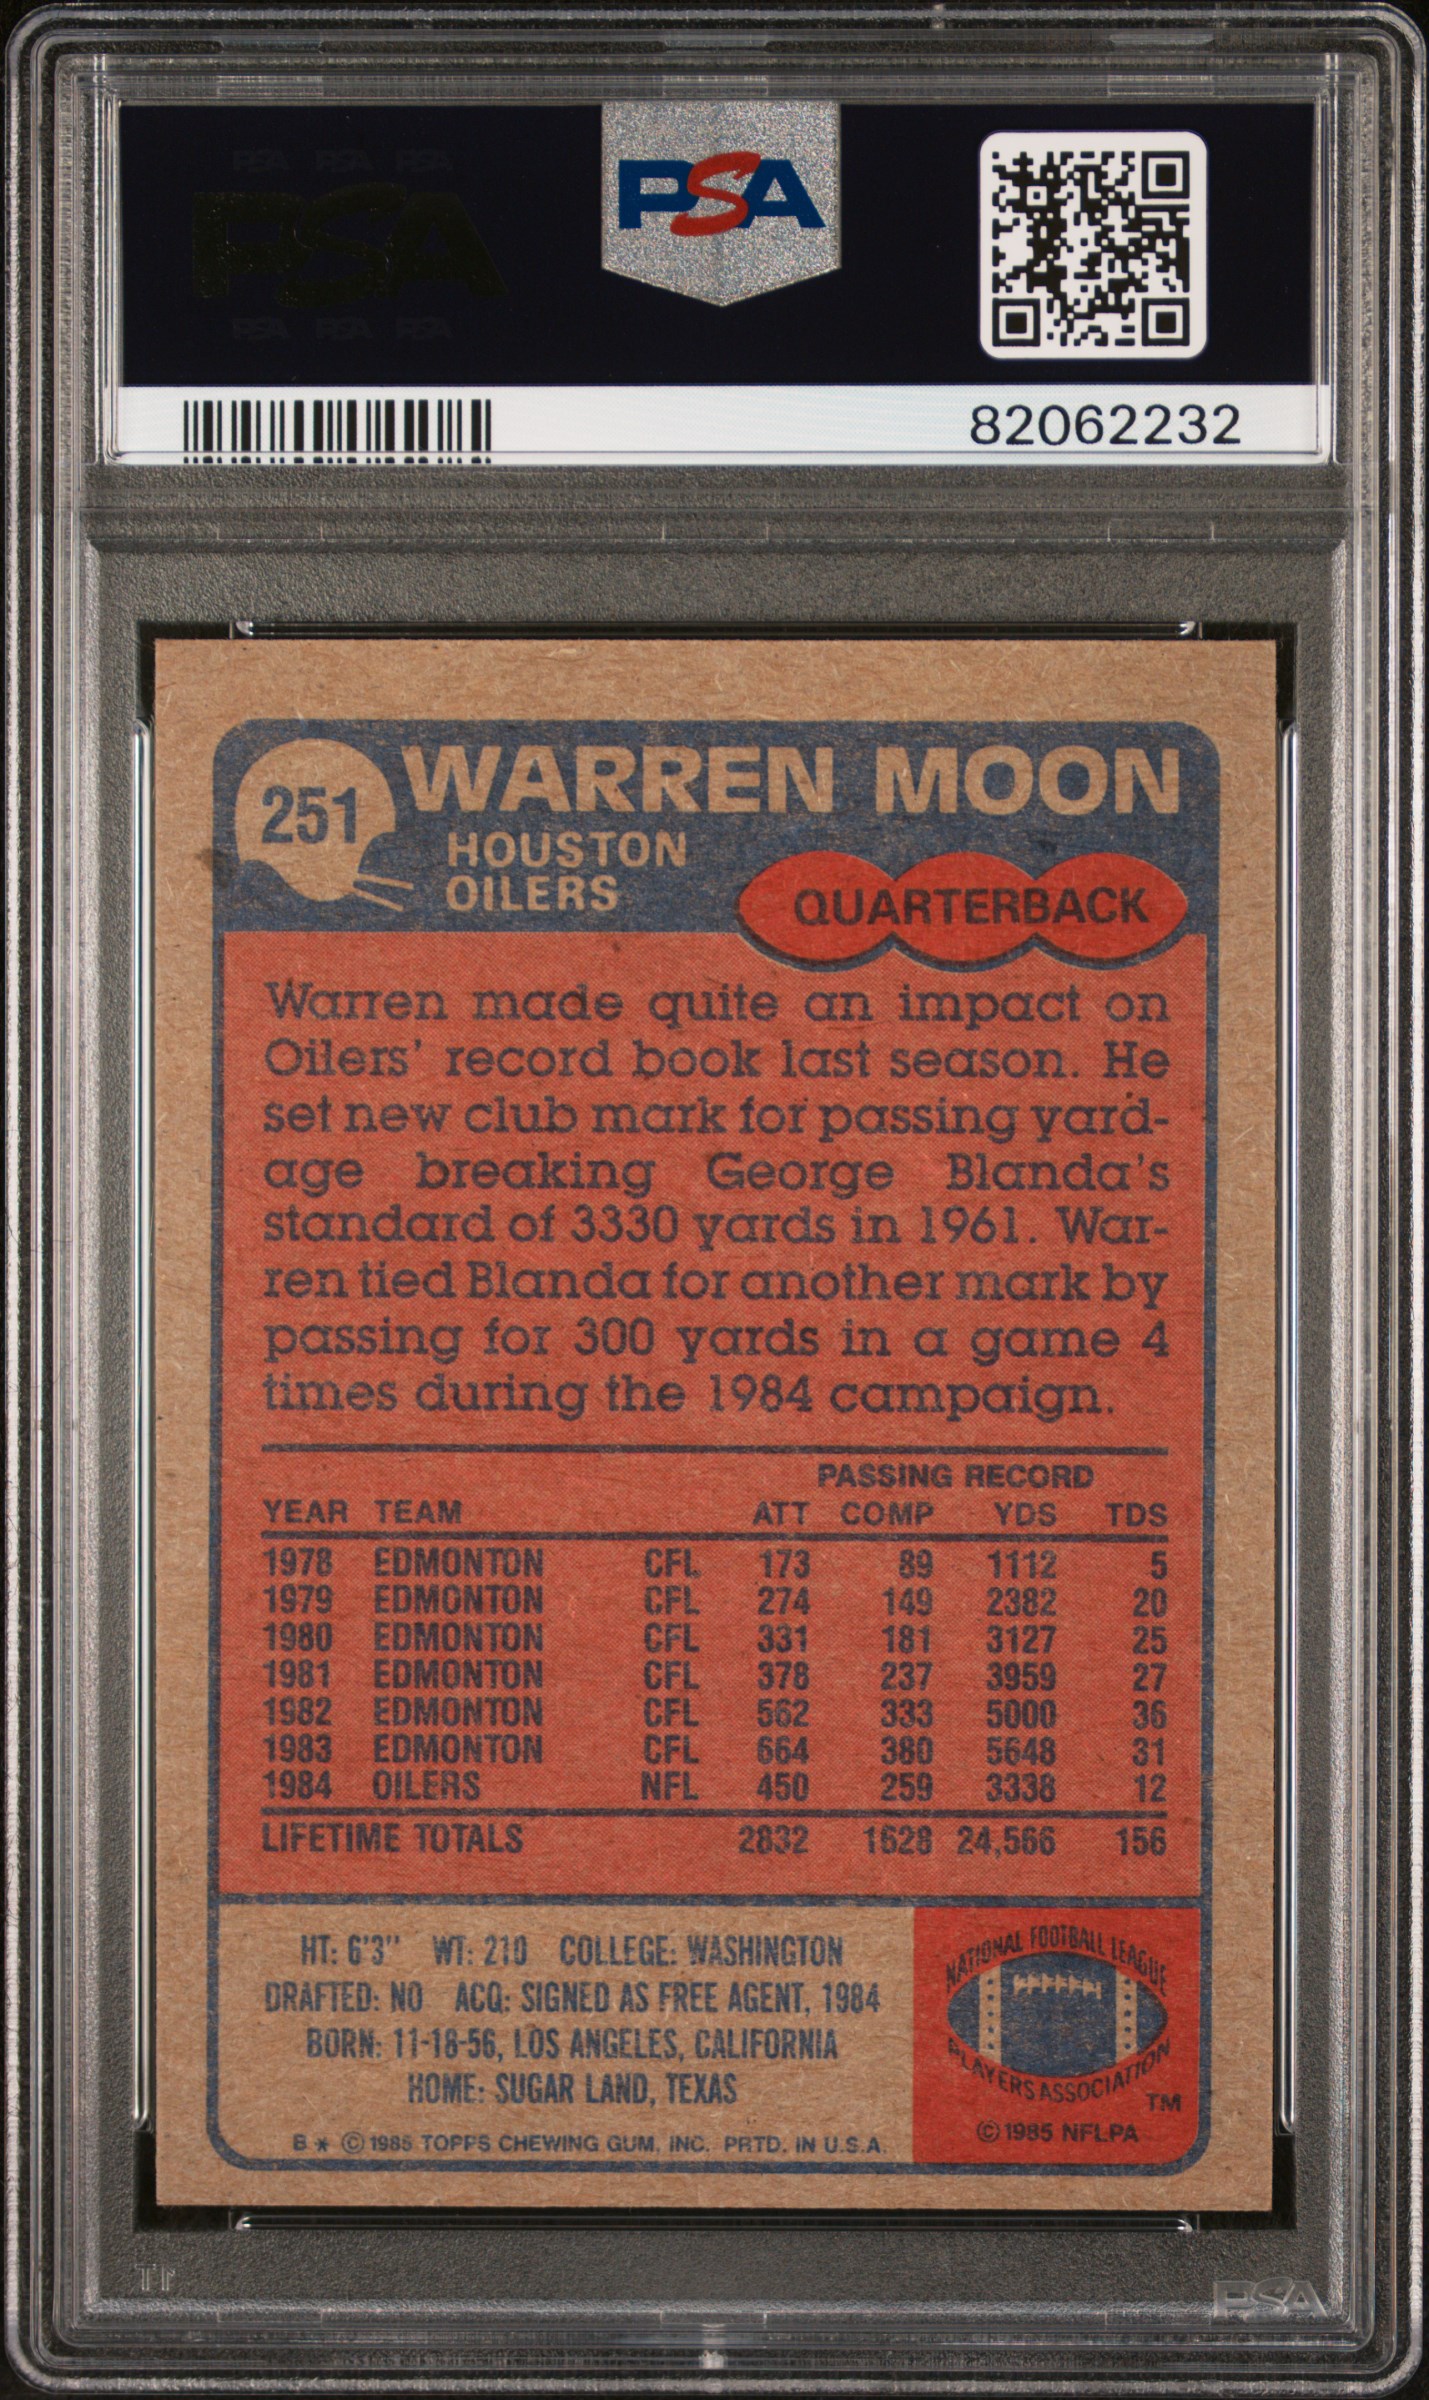 PSA PSA PSA
PSA
PSA PSA PSA
PSA
82062232
251
WARREN MOON
HOUSTON
OILERS
QUARTERBACK
Warren made quite an impact on
Oilers' record book last season. He
set new club mark for passing yard-
age breaking George Blanda's
standard of 3330 yards in 1961. War-
ren tied Blanda for another mark by
passing for 300 yards in a game 4
times during the 1984 campaign.
PASSING RECORD
YEAR TEAM ATT COMP YDS TDS
1978 EDMONTON CFL 173 89 1112 5
1979 EDMONTON CFL 274 149 2382 20
1980 EDMONTON CFL 331 181 3127 25
1981 EDMONTON CFL 378 237 3959 27
1982 EDMONTON CFL 562 333 5000 36
1983 EDMONTON CFL 664 380 5648 31
1984 OILERS NFL 450 259 3338 12
LIFETIME TOTALS 2832 1628 24,566 156
HT: 6'3" WT: 210 COLLEGE: WASHINGTON
DRAFTED: NO ACQ: SIGNED AS FREE AGENT, 1984
BORN: 11-18-56, LOS ANGELES, CALIFORNIA
HOME: SUGAR LAND, TEXAS
B * © 1985 TOPPS CHEWING GUM, INC. PRTD. IN U.S.A.
NATIONAL FOOTBALL LEAGUE
PLAYERS ASSOCIATION
TM
© 1985 NFLPA
PSA